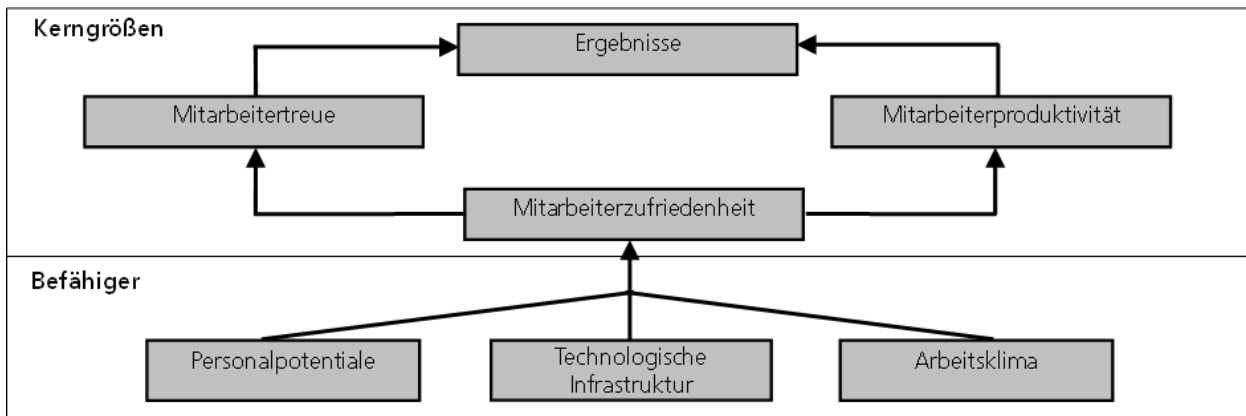 Kerngrößen
Ergebnisse
Mitarbeitertreue
Mitarbeiterproduktivität
Mitarbeiterzufriedenheit
Befähiger
Personalpotentiale
Technologische
Infrastruktur
Arbeitsklima